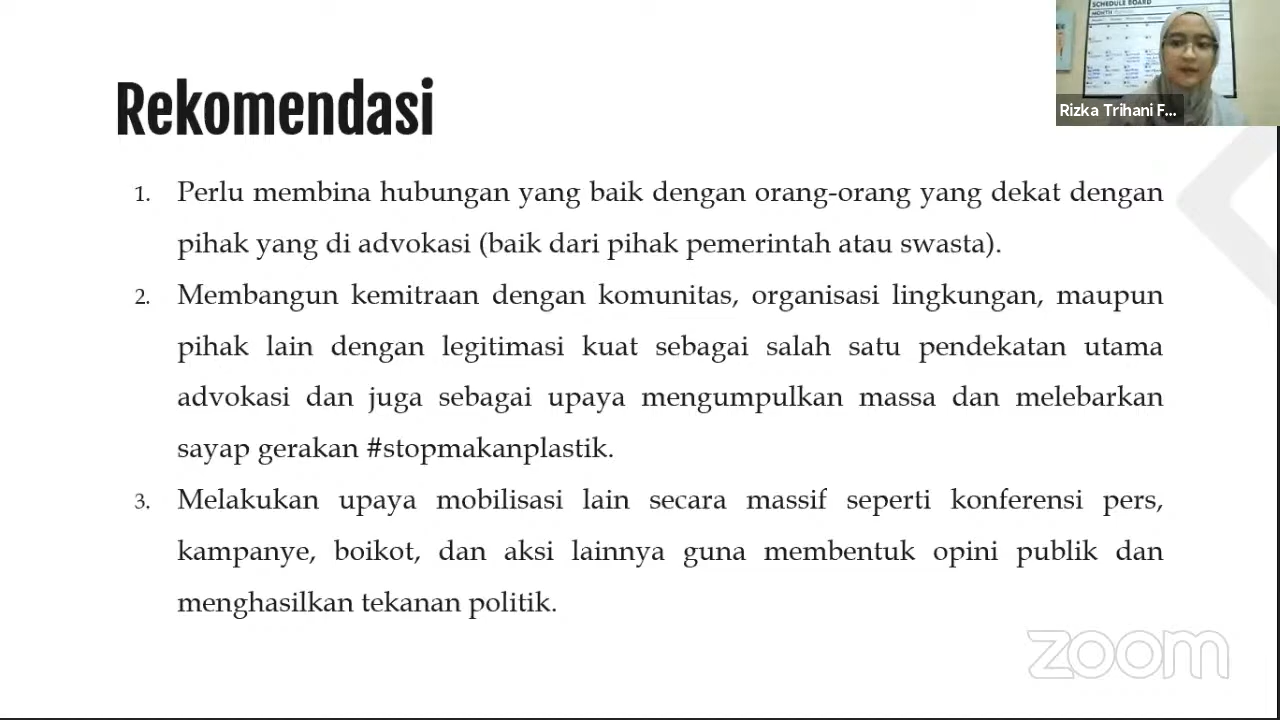 SCHEDULE BOARD
MONTH
Rizka Trihani F...
Rekomendasi
1. Perlu membina hubungan yang baik dengan orang-orang yang dekat dengan
pihak yang di advokasi (baik dari pihak pemerintah atau swasta).
2. Membangun kemitraan dengan komunitas, organisasi lingkungan, maupun
pihak lain dengan legitimasi kuat sebagai salah satu pendekatan utama
advokasi dan juga sebagai upaya mengumpulkan massa dan melebarkan
sayap gerakan #stopmakanplastik.
3. Melakukan upaya mobilisasi lain secara massif seperti konferensi pers,
kampanye, boikot, dan aksi lainnya guna membentuk opini publik dan
menghasilkan tekanan politik.
zoom